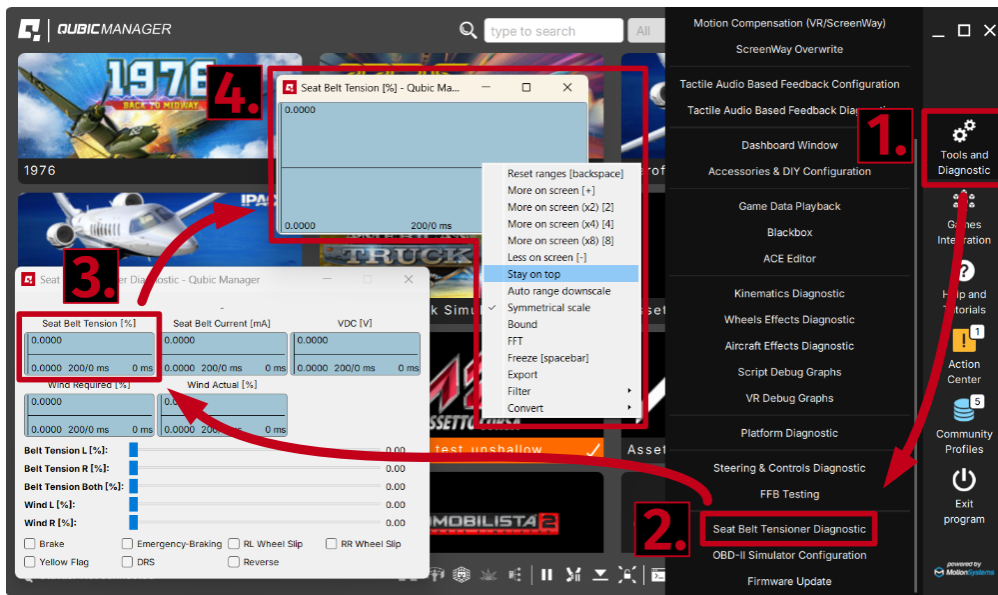 QUBIC MANAGER
type to search
All
1976
BACK TO MIDWAY
1976
4.
Seat Belt Tension [%] - Qubic Ma...
0.0000
0.0000
200/0 ms
Reset ranges [backspace]
More on screen [+]
More on screen (x2) [2]
More on screen (x4) [4]
More on screen (x8) [8]
Less on screen [-]
Stay on top
Auto range downscale
Symmetrical scale
Bound
FFT
Freeze [spacebar]
Export
Filter
Convert
TRUCK
3.
Diagnostic - Qubic Manager
-
Seat Belt Tension [%]
Seat Belt Current [mA]
VDC [V]
0.0000
0.0000
0.0000
0.0000 200/0 ms 0 ms
0.0000 200/0 ms 0 ms
0.0000 200/0 ms 0 ms
Wind Required [%]
Wind Actual [%]
0.0000
0.0000 200/0 ms 0 ms
0 ms
Belt Tension L [%]:
0.00
Belt Tension R [%]:
0.00
Belt Tension Both [%]:
0.00
Wind L [%]:
0.00
Wind R [%]:
0.00
Brake
Emergency-Braking
RL Wheel Slip
RR Wheel Slip
Yellow Flag
DRS
Reverse
test unshallow
Asset
2.
Motion Compensation (VR/ScreenWay)
ScreenWay Overwrite
Tactile Audio Based Feedback Configuration
Tactile Audio Based Feedback
Dashboard Window
Accessories & DIY Configuration
Game Data Playback
Blackbox
ACE Editor
Kinematics Diagnostic
Wheels Effects Diagnostic
Aircraft Effects Diagnostic
Script Debug Graphs
VR Debug Graphs
Platform Diagnostic
Steering & Controls Diagnostic
FFB Testing
Seat Belt Tensioner Diagnostic
OBD-II Simulator Configuration
Firmware Update
1.
Tools and
Diagnostic
Games
Integration
Help and
Tutorials
1
Action
Center
5
Community
Profiles
Exit
program
powered by
MotionSystems